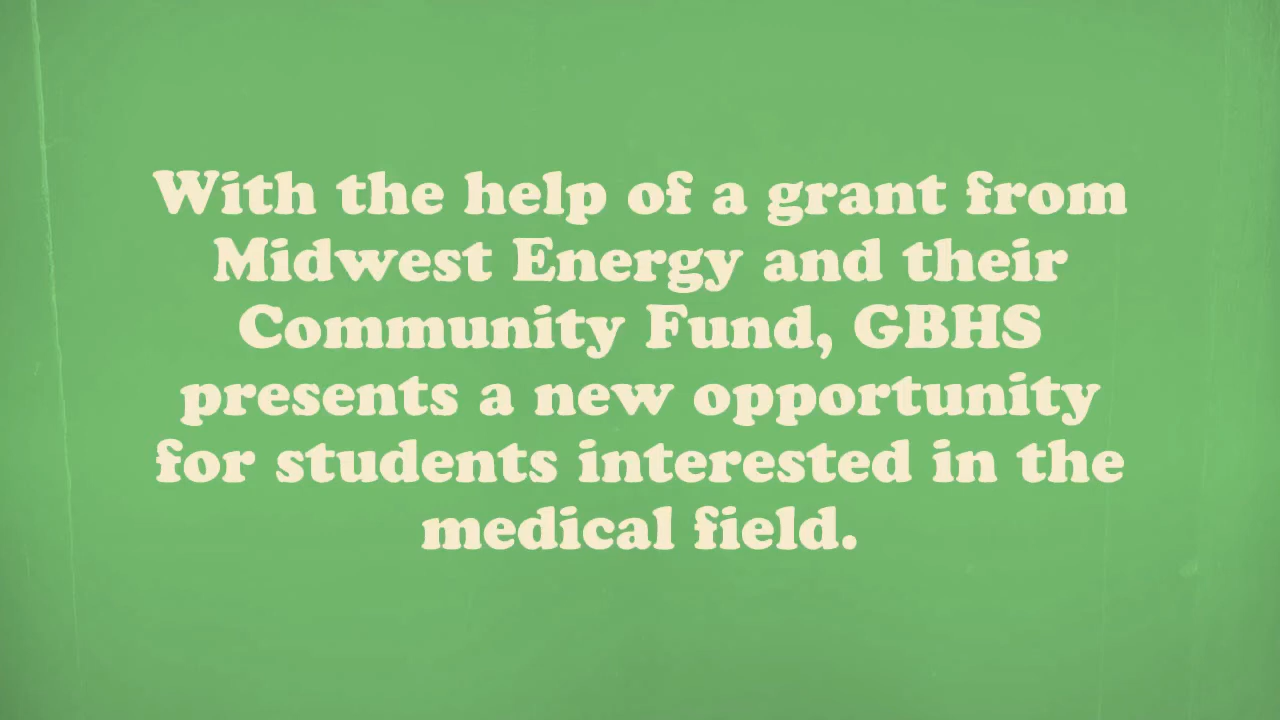 With the help of a grant from
Midwest Energy and their
Community Fund, GBHS
presents a new opportunity
for students interested in the
medical field.